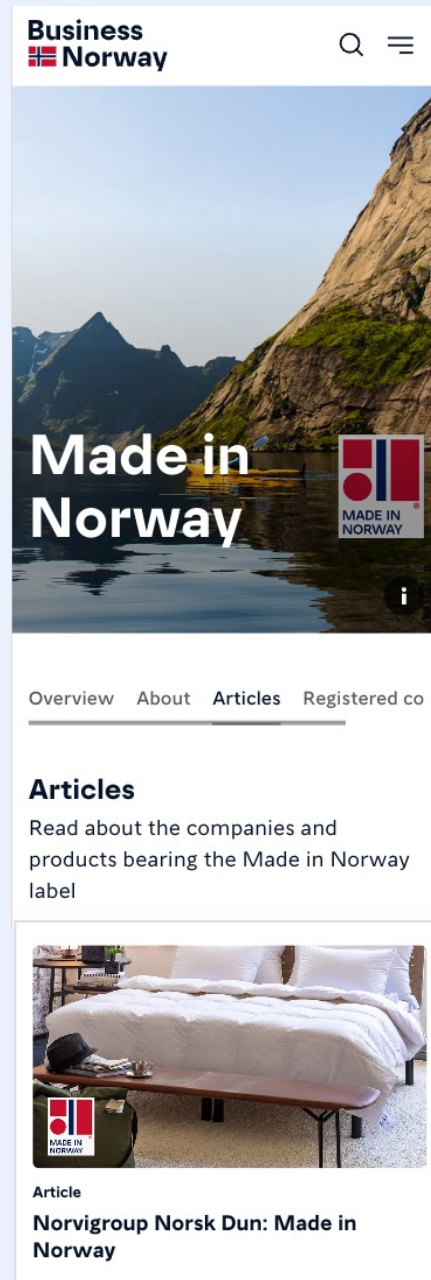 Business
Norway
Made in
Norway
MADE IN
NORWAY
®
i
Overview About Articles Registered co
Articles
Read about the companies and
products bearing the Made in Norway
label
MADE IN
NORWAY
Article
Norvigroup Norsk Dun: Made in
Norway